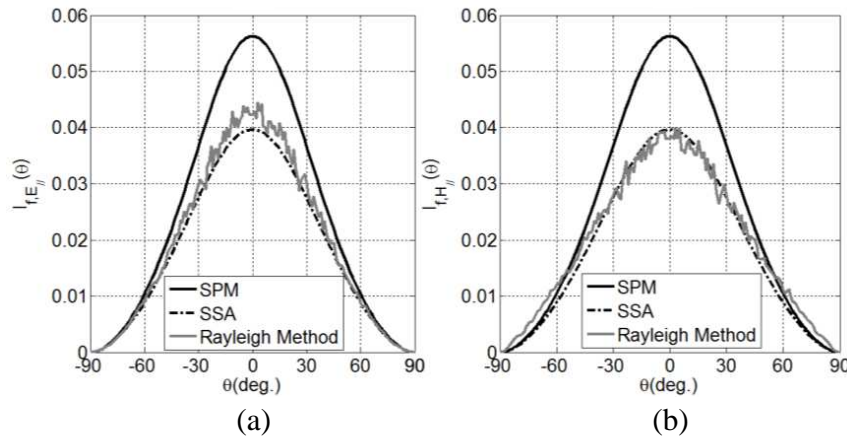 0.06
0.05
0.04
0.03
0.02
0.01
0
I_{f,E_{//}}(θ)
SPM
SSA
Rayleigh Method
-90 -60 -30 0 30 60 90
θ(deg.)
(a)
0.06
0.05
0.04
0.03
0.02
0.01
0
I_{f,H_{//}}(θ)
SPM
SSA
Rayleigh Method
-90 -60 -30 0 30 60 90
θ(deg.)
(b)